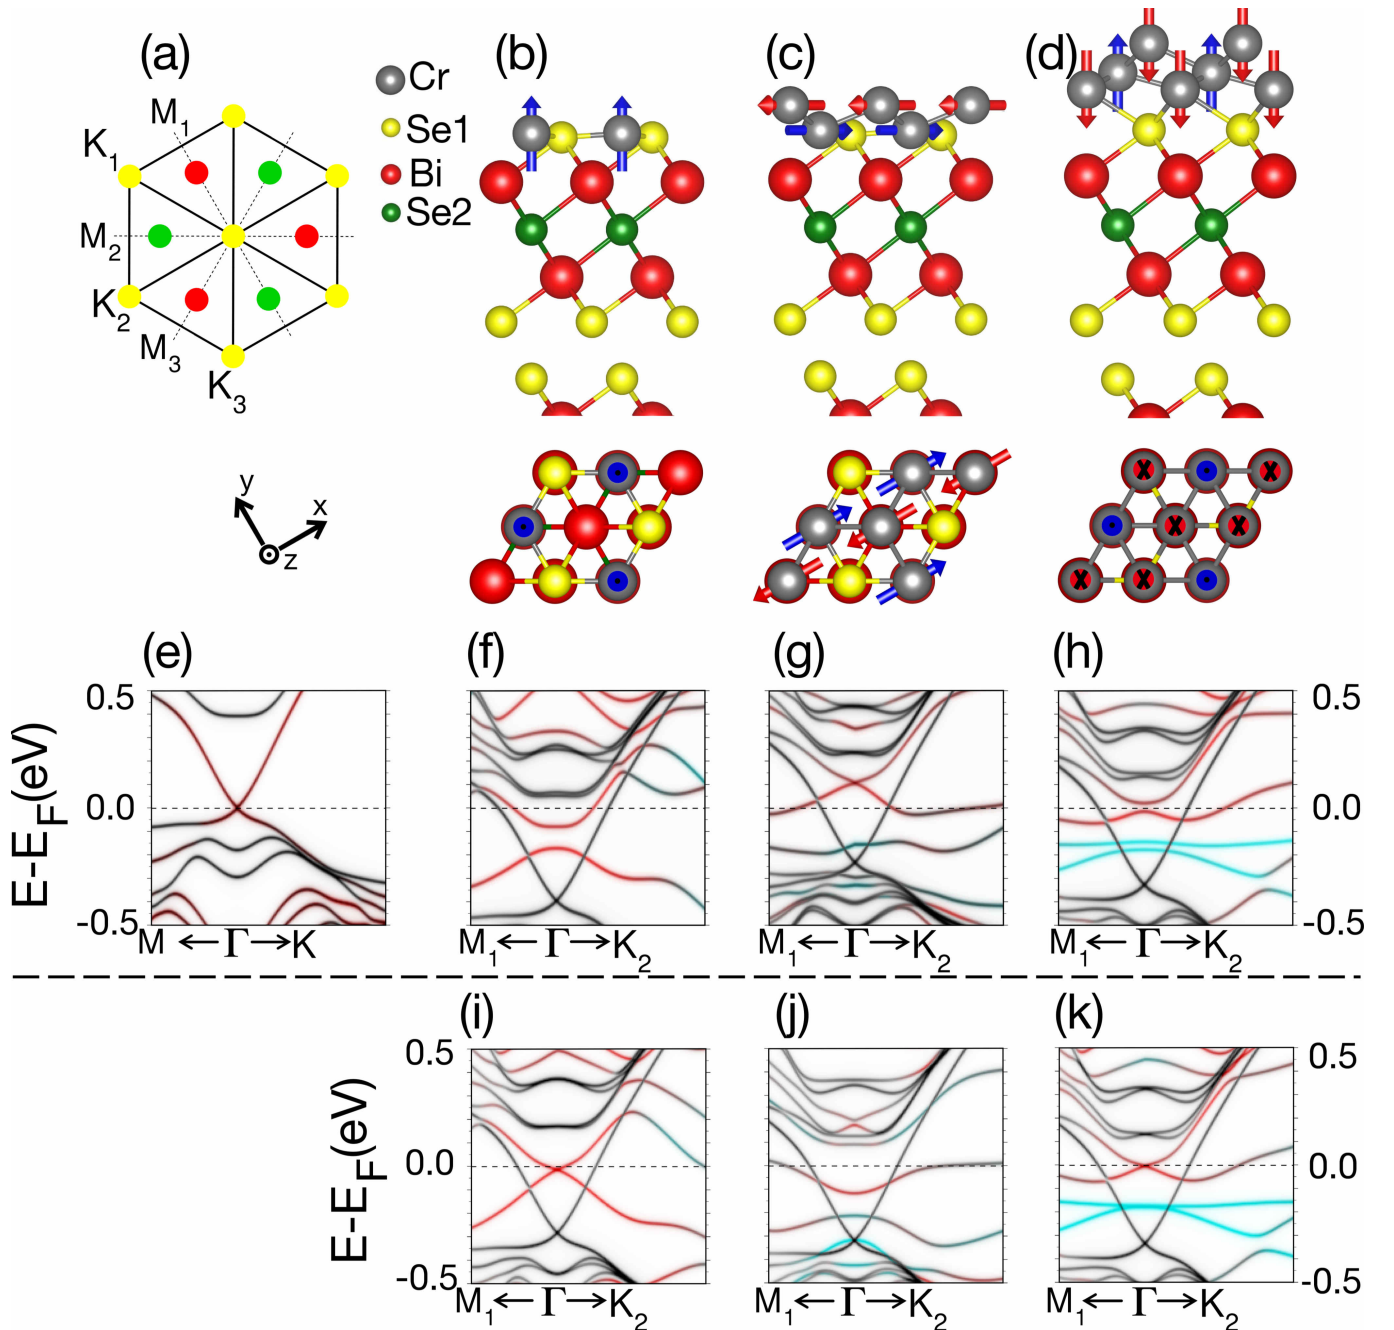 (a)
(b)
(c)
(d)
Cr
Se1
Bi
Se2
M1
K1
M2
K2
M3
K3
y
x
z
X X
X X
X X
(e)
(f)
(g)
(h)
E-EF(eV)
0.5
0.0
-0.5
0.5
0.0
-0.5
M ← Γ → K
M1 ← Γ → K2
M1 ← Γ → K2
M1 ← Γ → K2
(i)
(j)
(k)
E-EF(eV)
0.5
0.0
-0.5
0.5
0.0
-0.5
M1 ← Γ → K2
M1 ← Γ → K2
M1 ← Γ → K2